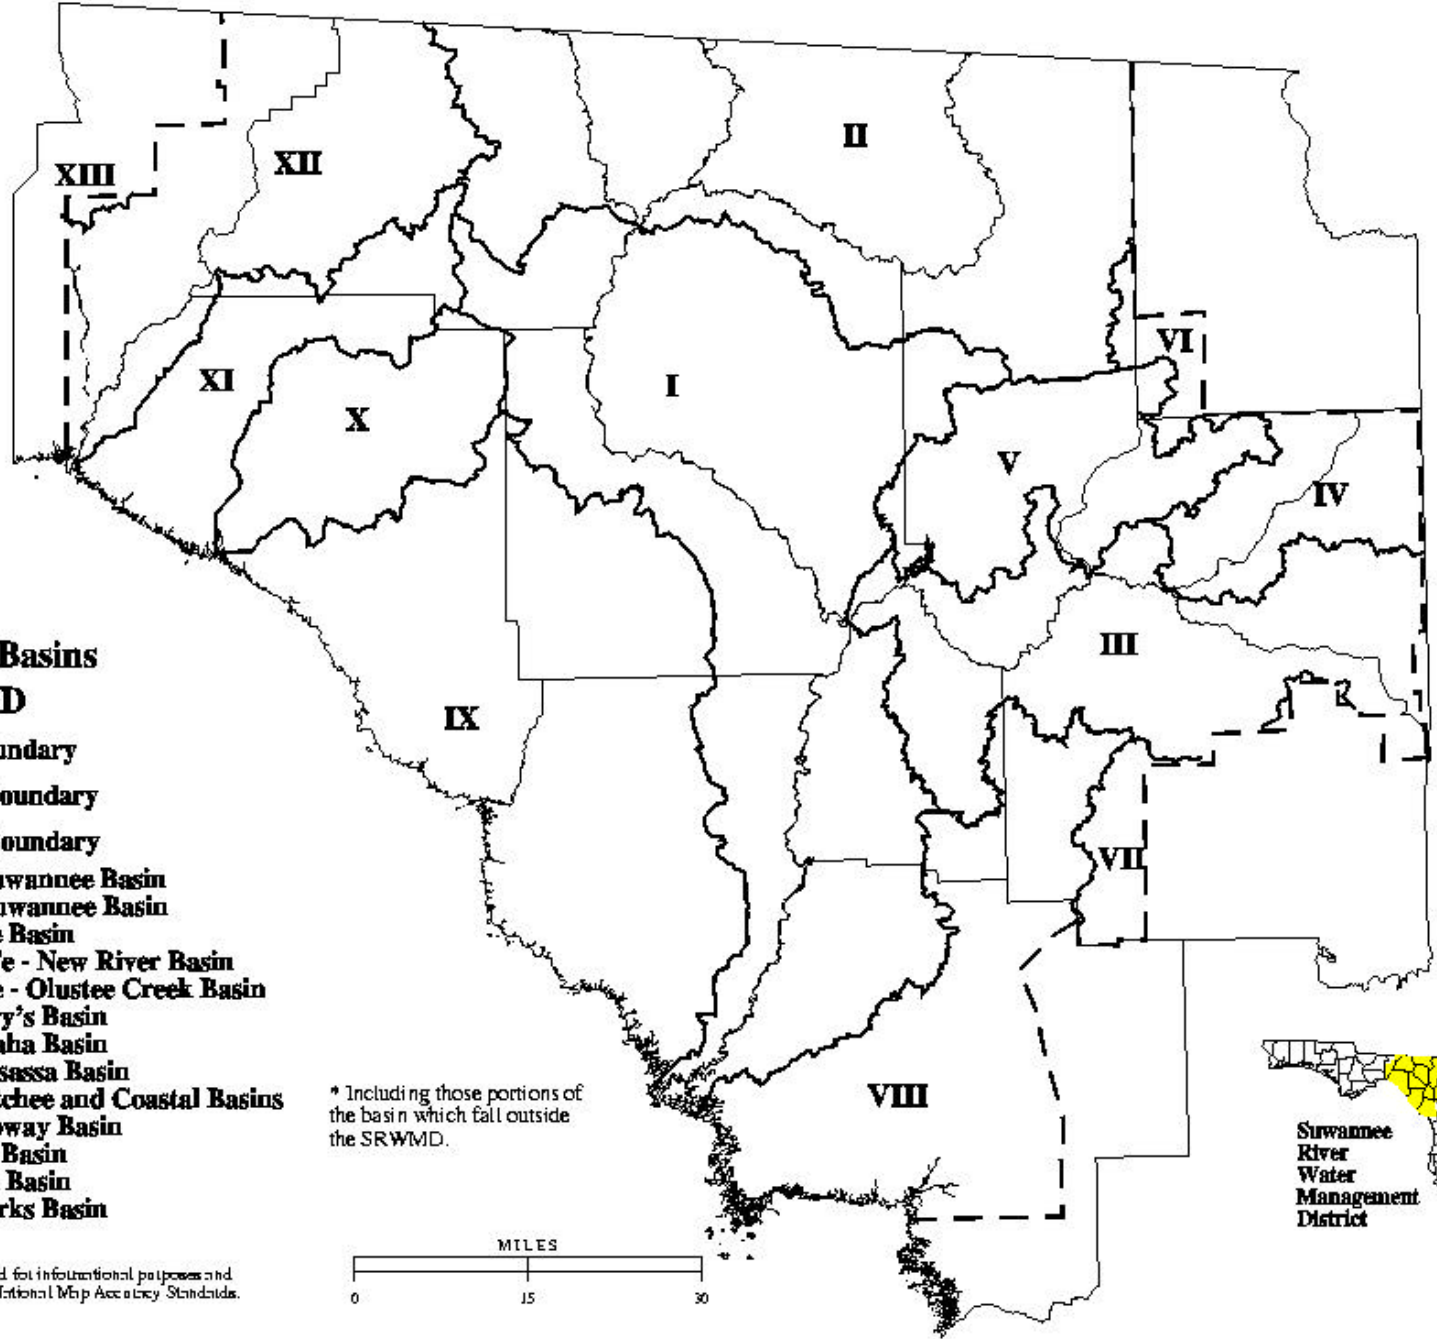 XIII
XII
II
VI
XI
X
I
V
IV
III
IX
VII
VIII
Basins
D
undary
oundary
oundary
uwannee Basin
uwannee Basin
e Basin
e - New River Basin
e - Olustee Creek Basin
ry's Basin
aha Basin
sassa Basin
tchee and Coastal Basins
oway Basin
Basin
Basin
rks Basin
* Including those portions of
the basin which fall outside
the SRWMD.
d for informational purposes and
National Map Accuracy Standards.
MILES
0 15 30
Suwannee
River
Water
Management
District